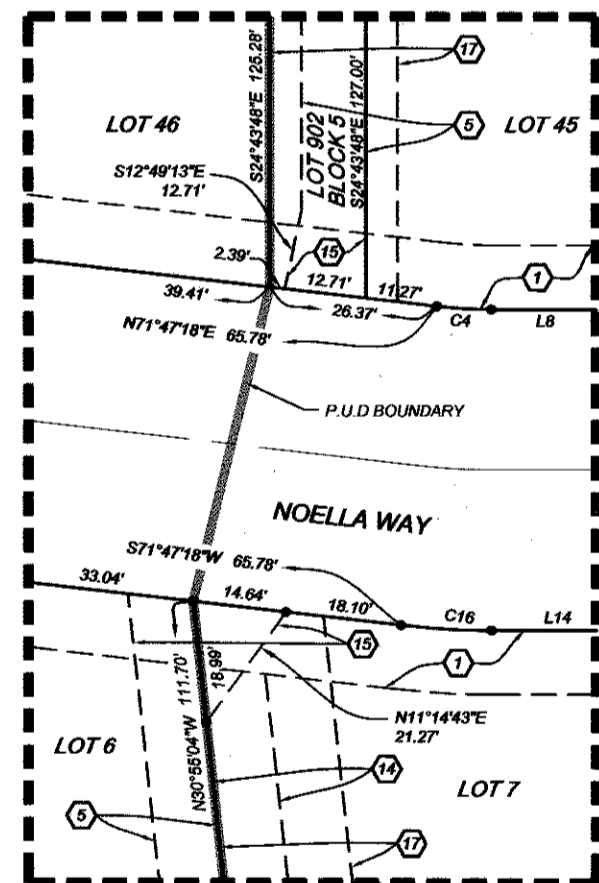 17
S24°43'48"E 125.28'
LOT 902
BLOCK 5
S24°43'48"E 127.00'
5
LOT 46
LOT 45
S12°49'13"E
12.71'
15
2.39'
12.71'
11.27'
1
39.41'
26.37'
N71°47'18"E 65.78'
C4
L8
P.U.D BOUNDARY
NOELLA WAY
S71°47'18"W 65.78'
33.04'
14.64'
18.10'
C16
L14
15
1
N30°55'04"W 111.70'
18.99'
N11°14'43"E
21.27'
LOT 6
14
LOT 7
5
17